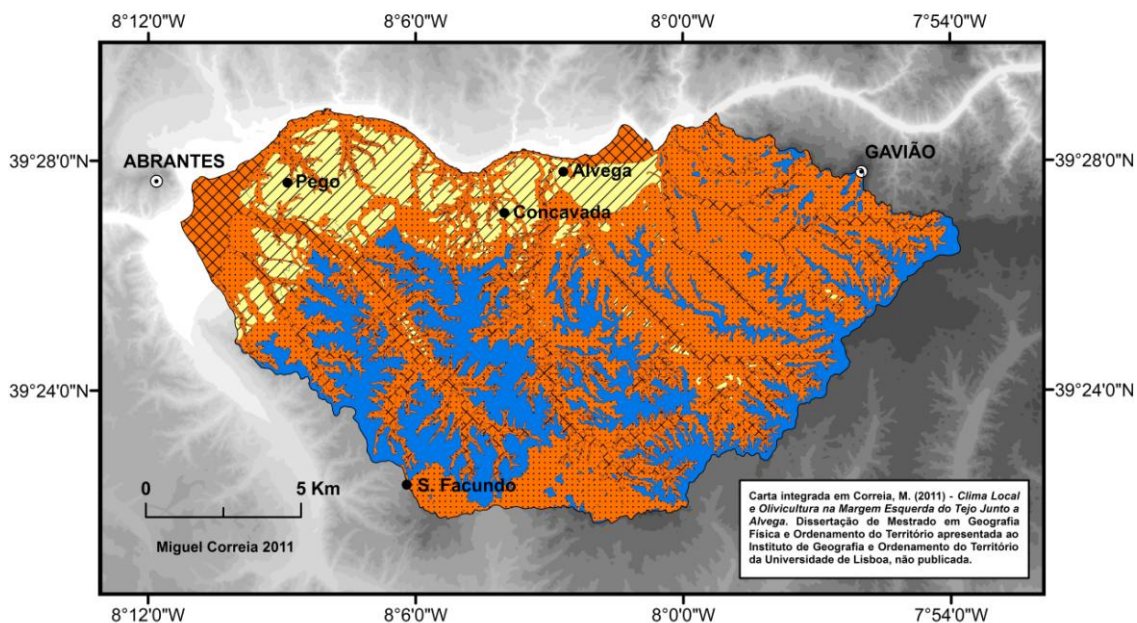 8°12'0"W 8°6'0"W 8°0'0"W 7°54'0"W
39°28'0"N 39°28'0"N
ABRANTES
GAVIÃO
Pego
Alvega
Concavada
39°24'0"N 39°24'0"N
S. Facundo
0 5 Km
Miguel Correia 2011
Carta integrada em Correia, M. (2011) - Clima Local
e Olivicultura na Margem Esquerda do Tejo Junto a
Alvega. Dissertação de Mestrado em Geografia
Física e Ordenamento do Território apresentada ao
Instituto de Geografia e Ordenamento do Território
da Universidade de Lisboa, não publicada.
8°12'0"W 8°6'0"W 8°0'0"W 7°54'0"W